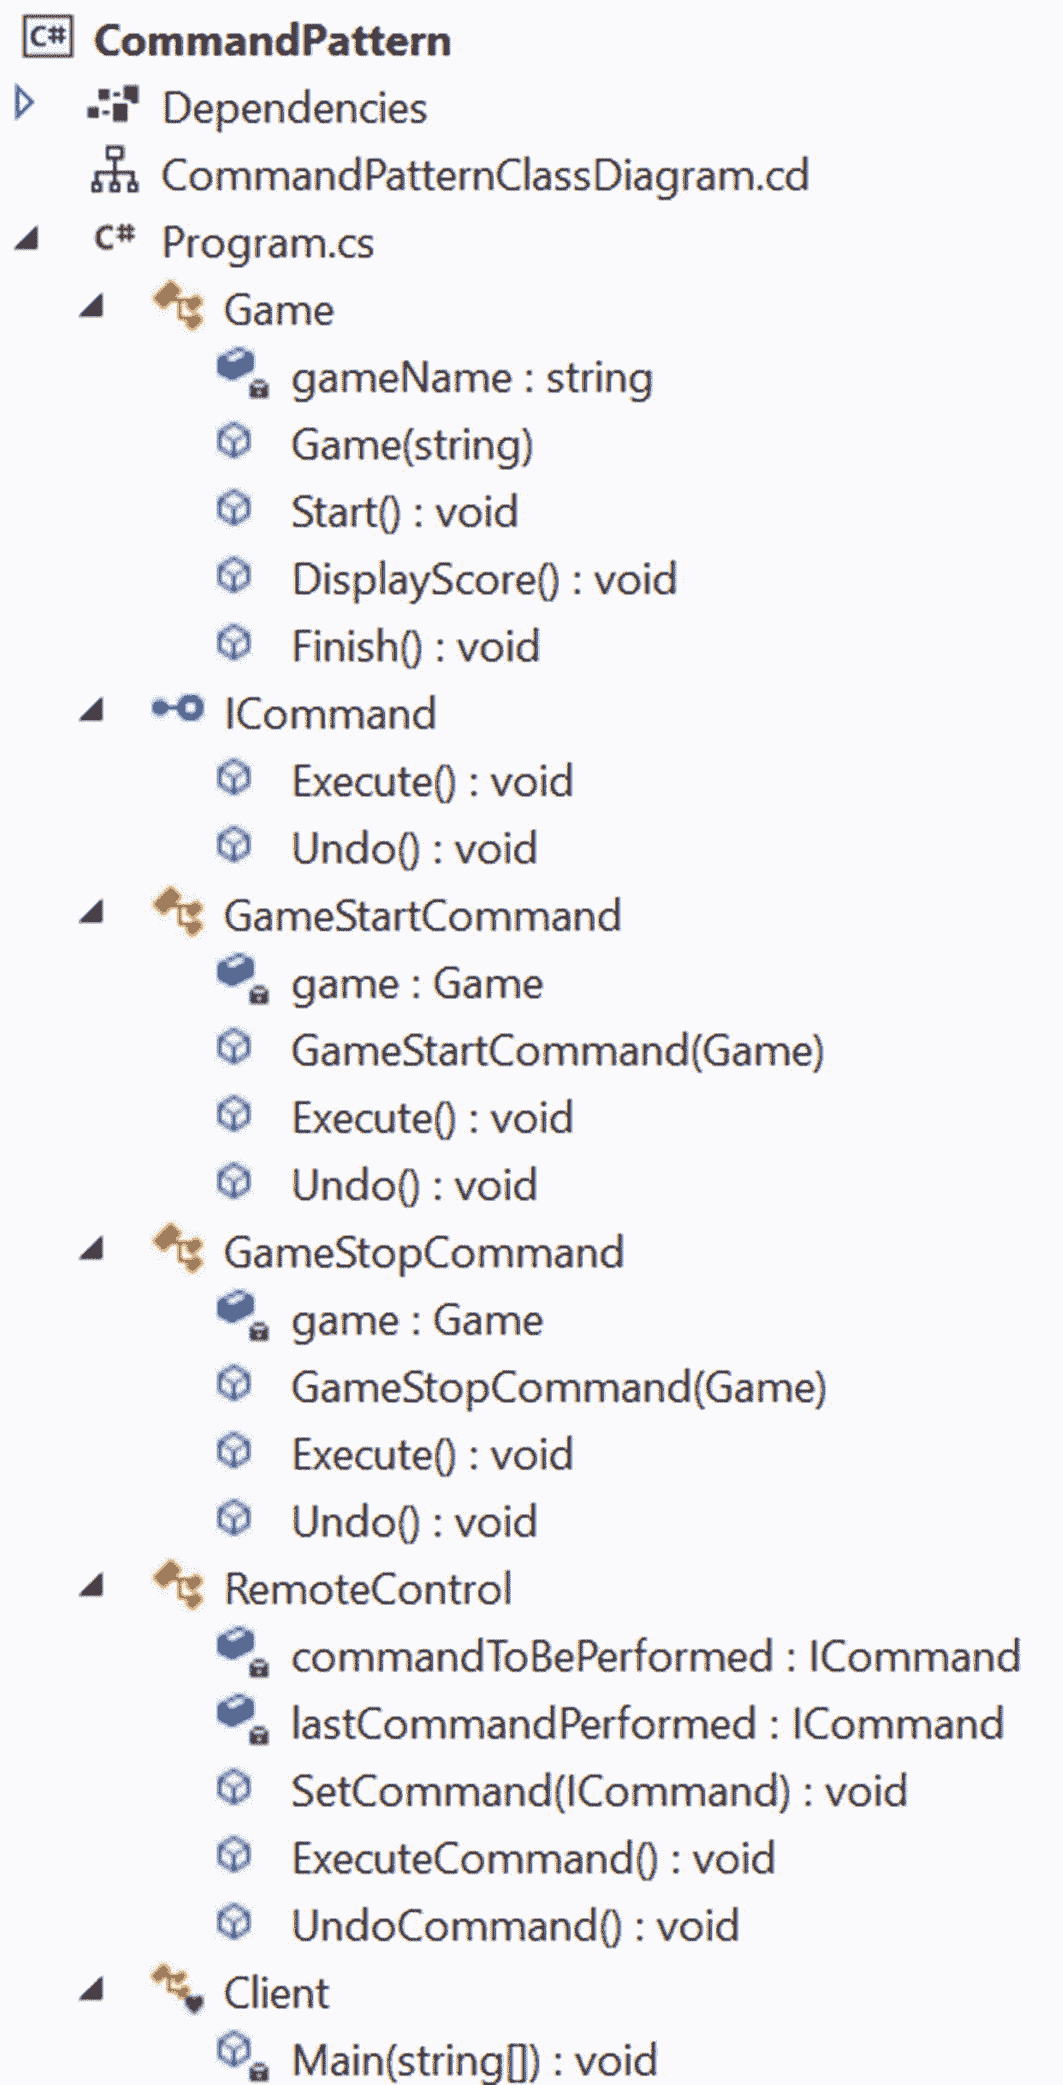 C# CommandPattern
Dependencies
CommandPatternClassDiagram.cd
C# Program.cs
Game
gameName : string
Game(string)
Start() : void
DisplayScore() : void
Finish() : void
ICommand
Execute() : void
Undo() : void
GameStartCommand
game : Game
GameStartCommand(Game)
Execute() : void
Undo() : void
GameStopCommand
game : Game
GameStopCommand(Game)
Execute() : void
Undo() : void
RemoteControl
commandToBePerformed : ICommand
lastCommandPerformed : ICommand
SetCommand(ICommand) : void
ExecuteCommand() : void
UndoCommand() : void
Client
Main(string[]) : void